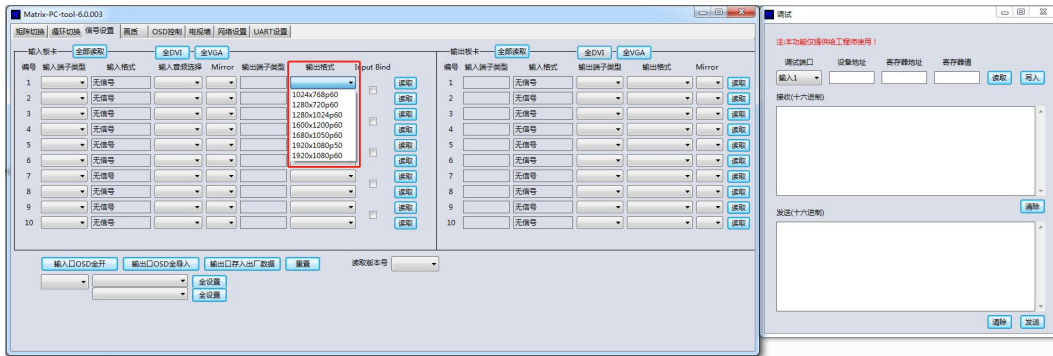 Matrix-PC-tool-6.0.003
矩阵切换 循环切换 信号设置 画质 OSD控制 电视墙 网络设置 UART设置
输入板卡 全部读取 全DVI 全VGA
编号 输入端子类型 输入格式 输入音频选择 Mirror 输出端子类型 输出格式 Input Bind
1 无信号 读取
1024x768p60
2 无信号 读取
1280x720p60
3 无信号 1280x1024p60 读取
4 无信号 1600x1200p60 读取
1680x1050p60
5 无信号 1920x1080p50 读取
6 无信号 1920x1080p60 读取
7 无信号 读取
8 无信号 读取
9 无信号 读取
10 无信号 读取
输出板卡 全部读取 全DVI 全VGA
编号 输入端子类型 输入格式 输出端子类型 输出格式 Mirror
1 无信号 读取
2 无信号 读取
3 无信号 读取
4 无信号 读取
5 无信号 读取
6 无信号 读取
7 无信号 读取
8 无信号 读取
9 无信号 读取
10 无信号 读取
输入口OSD全开 输出口OSD全导入 输出口存入出厂数据 重置 读取版本号
全设置
全设置
调试
注:本功能仅提供给工程师使用！
调试端口 设备地址 寄存器地址 寄存器值
输入1 读取 写入
接收(十六进制)
清除
发送(十六进制)
清除 发送